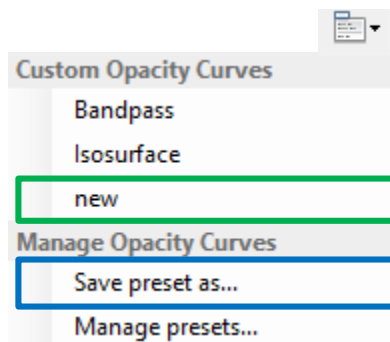 Custom Opacity Curves
Bandpass
Isosurface
new
Manage Opacity Curves
Save preset as...
Manage presets...